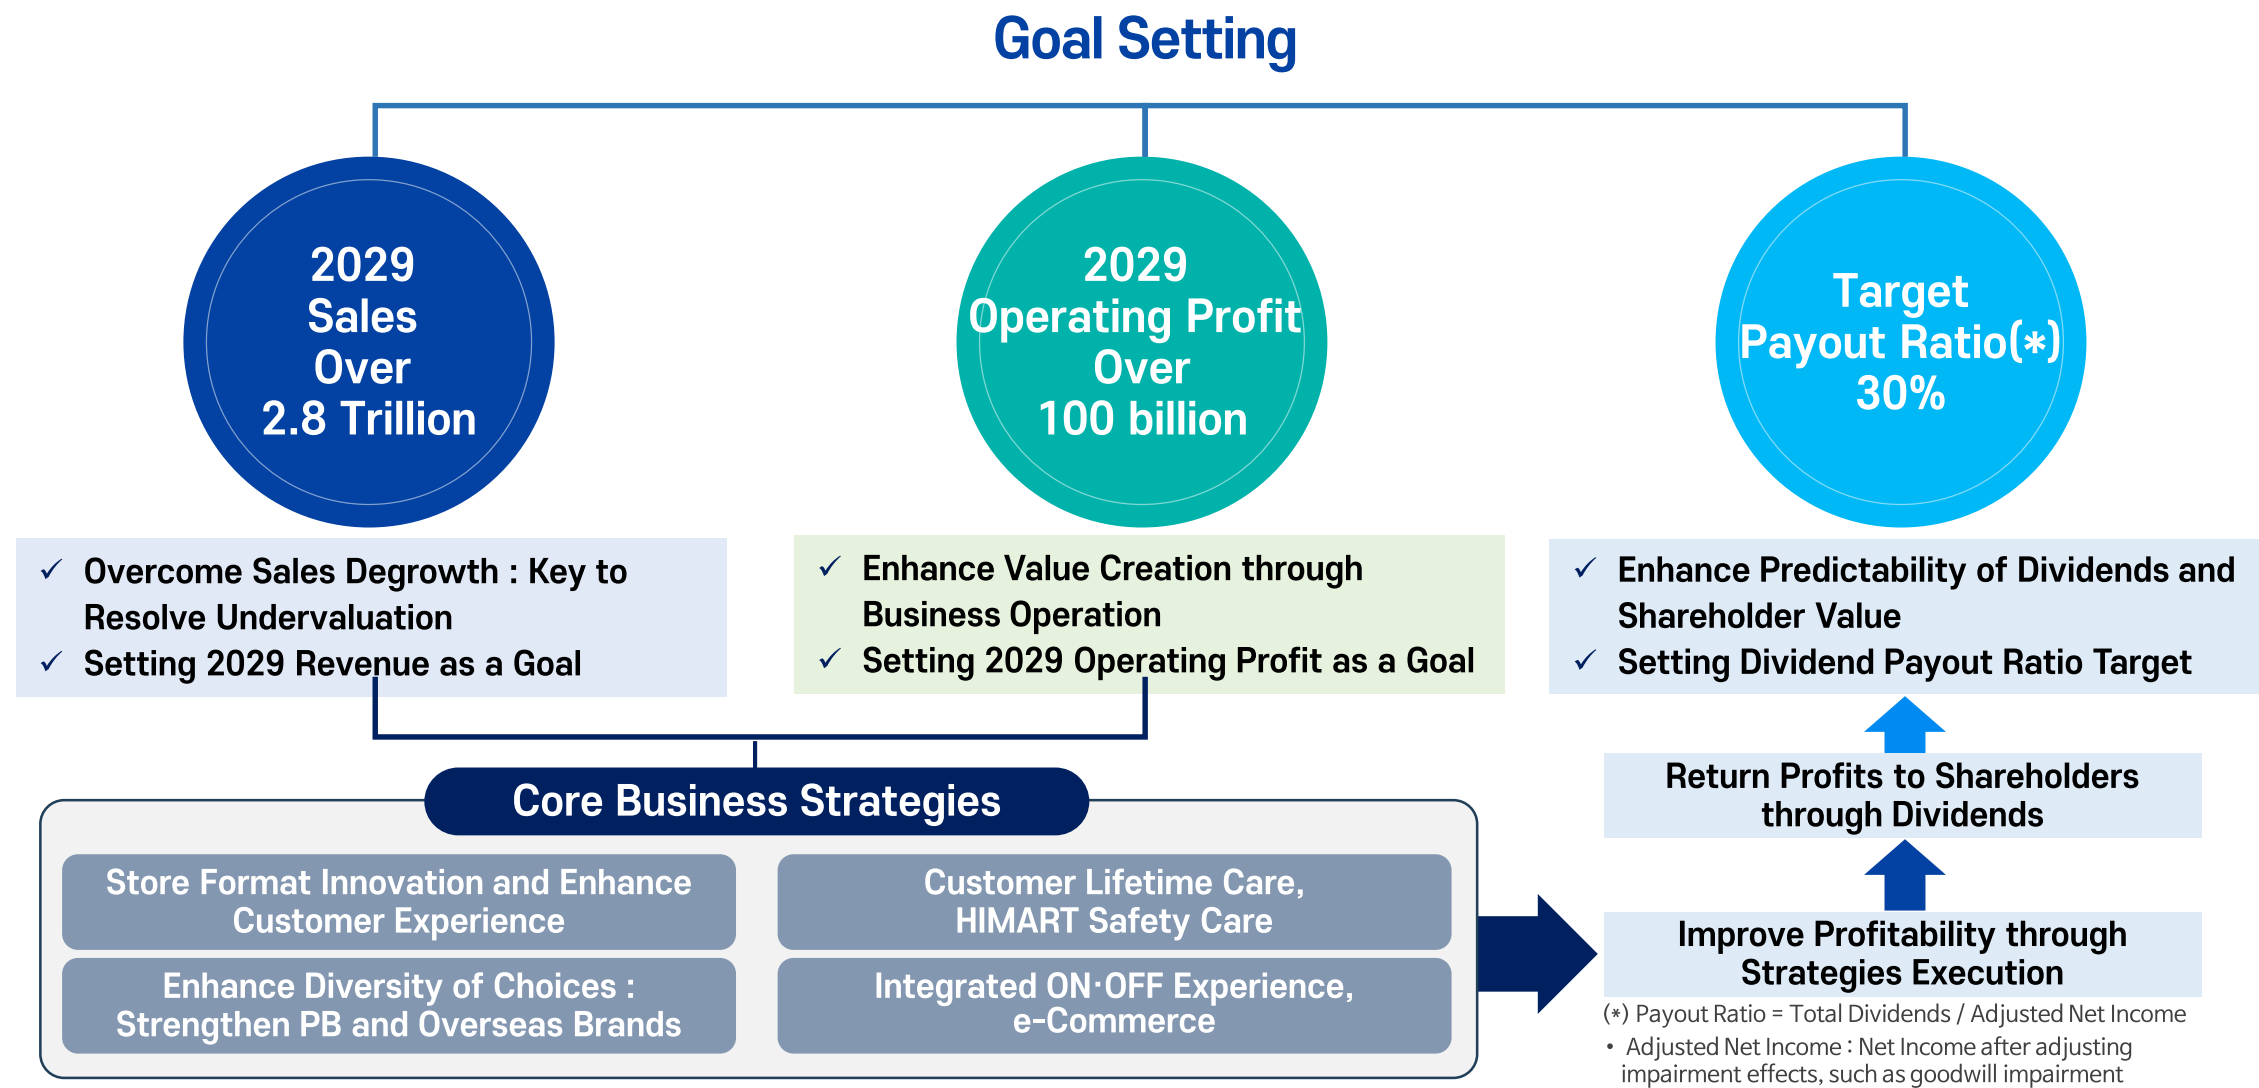 Goal Setting
2029
Sales
Over
2.8 Trillion
2029
Operating Profit
Over
100 billion
Target
Payout Ratio(*)
30%
✓ Overcome Sales Degrowth : Key to
Resolve Undervaluation
✓ Setting 2029 Revenue as a Goal
✓ Enhance Value Creation through
Business Operation
✓ Setting 2029 Operating Profit as a Goal
✓ Enhance Predictability of Dividends and
Shareholder Value
✓ Setting Dividend Payout Ratio Target
Core Business Strategies
Store Format Innovation and Enhance
Customer Experience
Customer Lifetime Care,
HIMART Safety Care
Enhance Diversity of Choices :
Strengthen PB and Overseas Brands
Integrated ON·OFF Experience,
e-Commerce
Return Profits to Shareholders
through Dividends
Improve Profitability through
Strategies Execution
(*) Payout Ratio = Total Dividends / Adjusted Net Income
• Adjusted Net Income : Net Income after adjusting
impairment effects, such as goodwill impairment